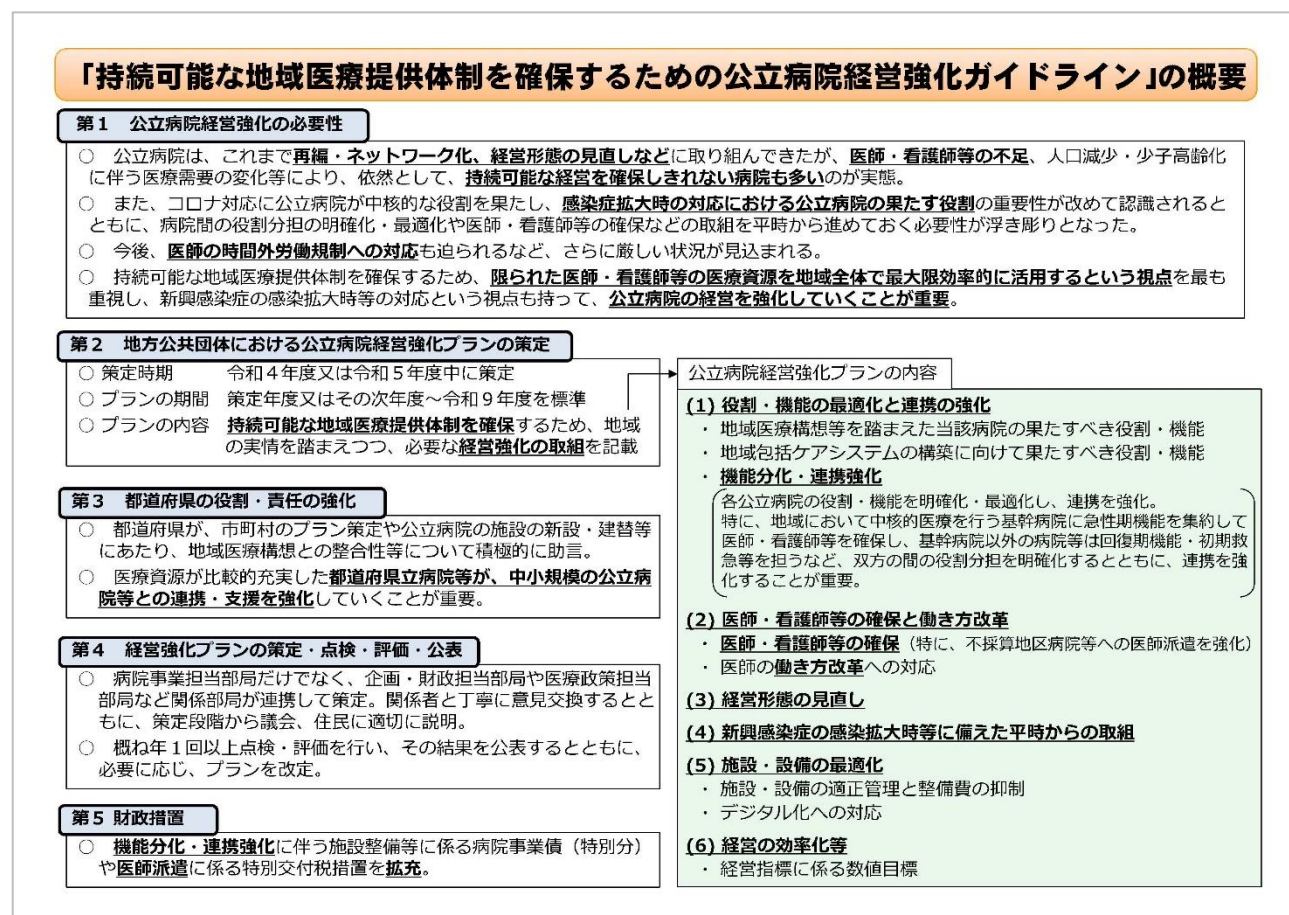 「持続可能な地域医療提供体制を確保するための公立病院経営強化ガイドライン」の概要
第1 公立病院経営強化の必要性
○ 公立病院は、これまで再編・ネットワーク化、経営形態の見直しなどに取り組んできたが、医師・看護師等の不足、人口減少・少子高齢化
に伴う医療需要の変化等により、依然として、持続可能な経営を確保しきれない病院も多いのが実態。
○ また、コロナ対応に公立病院が中核的な役割を果たし、感染症拡大時の対応における公立病院の果たす役割の重要性が改めて認識されると
ともに、病院間の役割分担の明確化・最適化や医師・看護師等の確保などの取組を平時から進めておく必要性が浮き彫りとなった。
○ 今後、医師の時間外労働規制への対応も迫られるなど、さらに厳しい状況が見込まれる。
○ 持続可能な地域医療提供体制を確保するため、限られた医師・看護師等の医療資源を地域全体で最大限効率的に活用するという視点を最も
重視し、新興感染症の感染拡大時等の対応という視点も持って、公立病院の経営を強化していくことが重要。
第2 地方公共団体における公立病院経営強化プランの策定
○ 策定時期 令和4年度又は令和5年度中に策定
○ プランの期間 策定年度又はその次年度～令和9年度を標準
○ プランの内容 持続可能な地域医療提供体制を確保するため、地域
の実情を踏まえつつ、必要な経営強化の取組を記載
第3 都道府県の役割・責任の強化
○ 都道府県が、市町村のプラン策定や公立病院の施設の新設・建替等
にあたり、地域医療構想との整合性等について積極的に助言。
○ 医療資源が比較的充実した都道府県立病院等が、中小規模の公立病
院等との連携・支援を強化していくことが重要。
第4 経営強化プランの策定・点検・評価・公表
○ 病院事業担当部局だけでなく、企画・財政担当部局や医療政策担当
部局など関係部局が連携して策定。関係者と丁寧に意見交換するとと
もに、策定段階から議会、住民に適切に説明。
○ 概ね年1回以上点検・評価を行い、その結果を公表するとともに、
必要に応じ、プランを改定。
第5 財政措置
○ 機能分化・連携強化に伴う施設整備等に係る病院事業債（特別分）
や医師派遣に係る特別交付税措置を拡充。
公立病院経営強化プランの内容
(1) 役割・機能の最適化と連携の強化
・ 地域医療構想等を踏まえた当該病院の果たすべき役割・機能
・ 地域包括ケアシステムの構築に向けて果たすべき役割・機能
・ 機能分化・連携強化
各公立病院の役割・機能を明確化・最適化し、連携を強化。
特に、地域において中核的医療を行う基幹病院に急性期機能を集約して
医師・看護師等を確保し、基幹病院以外の病院等は回復期機能・初期救
急等を担うなど、双方の間の役割分担を明確化するとともに、連携を強
化することが重要。
(2) 医師・看護師等の確保と働き方改革
・ 医師・看護師等の確保（特に、不採算地区病院等への医師派遣を強化）
・ 医師の働き方改革への対応
(3) 経営形態の見直し
(4) 新興感染症の感染拡大時等に備えた平時からの取組
(5) 施設・設備の最適化
・ 施設・設備の適正管理と整備費の抑制
・ デジタル化への対応
(6) 経営の効率化等
・ 経営指標に係る数値目標